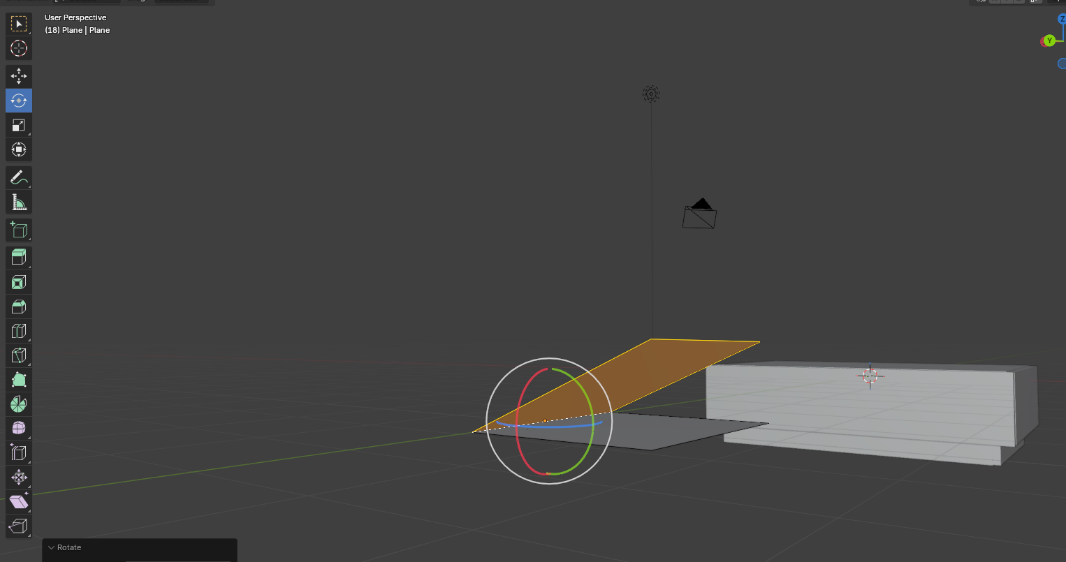 User Perspective
(18) Plane | Plane
Z
Y
Rotate